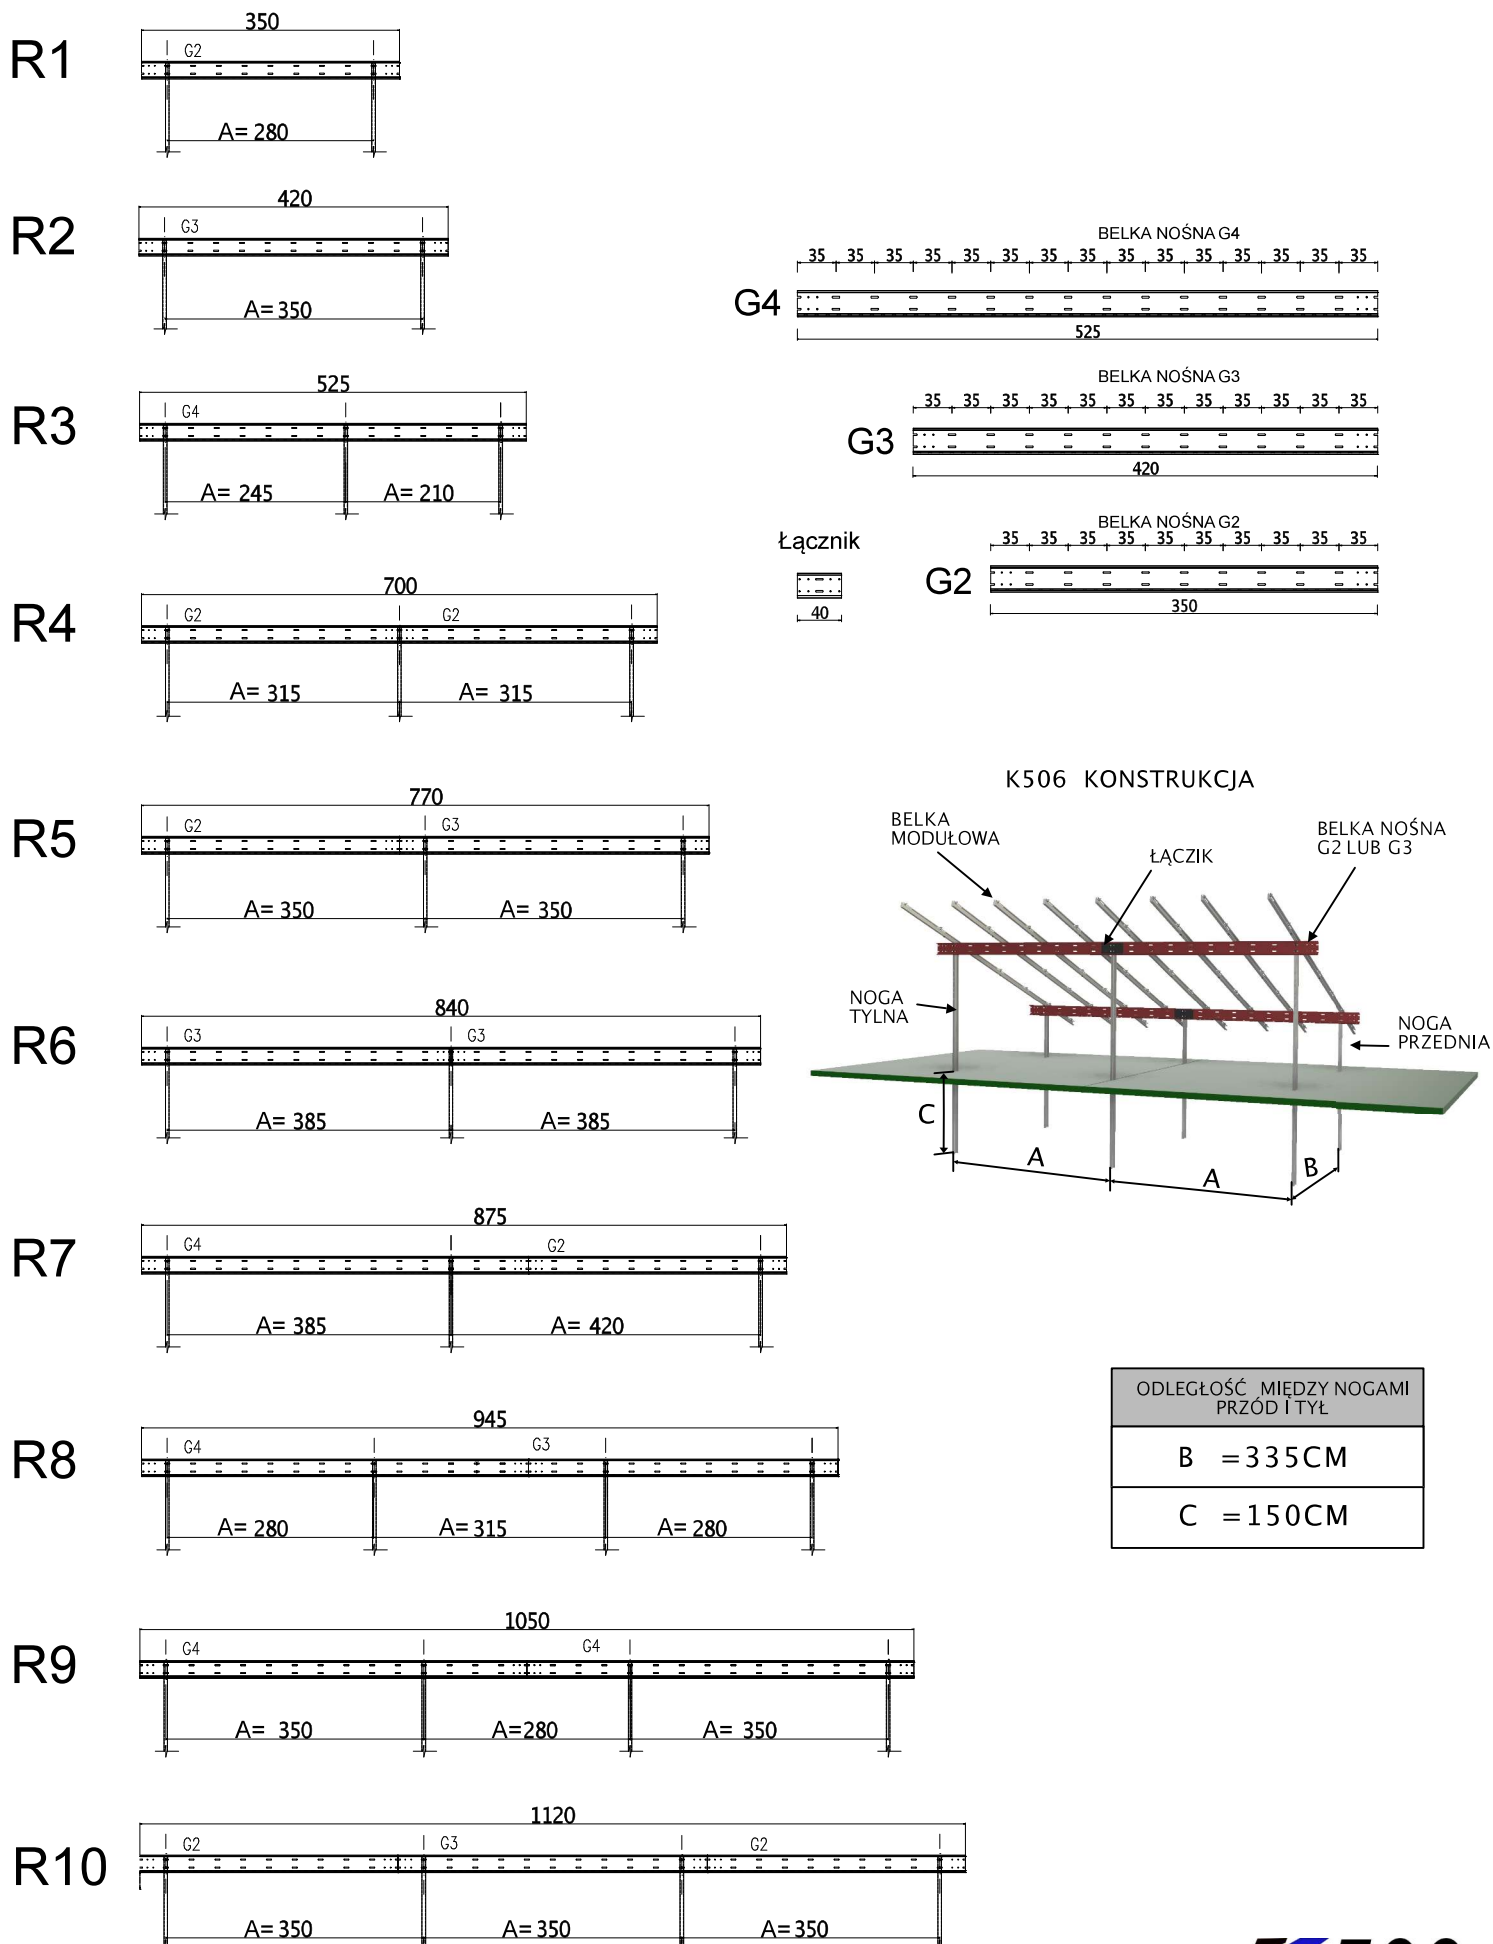 R1
350
G2
A= 280
R2
420
G3
A= 350
R3
525
G4
A= 245
A= 210
R4
700
G2
G2
A= 315
A= 315
R5
770
G2
G3
A= 350
A= 350
R6
840
G3
G3
A= 385
A= 385
R7
875
G4
G2
A= 385
A= 420
R8
945
G4
G3
A= 280
A= 315
A= 280
R9
1050
G4
G4
A= 350
A=280
A= 350
R10
1120
G2
G3
G2
A= 350
A= 350
A= 350
BELKA NOŚNA G4
35 35 35 35 35 35 35 35 35 35 35 35 35 35 35
G4
525
BELKA NOŚNA G3
35 35 35 35 35 35 35 35 35 35 35 35
G3
420
BELKA NOŚNA G2
35 35 35 35 35 35 35 35 35 35
G2
350
Łącznik
40
K506 KONSTRUKCJA
BELKA
MODUŁOWA
ŁĄCZIK
BELKA NOŚNA
G2 LUB G3
NOGA
TYLNA
NOGA
PRZEDNIA
C
A
A
B
ODLEGŁOŚĆ MIĘDZY NOGAMI
PRZÓD I TYŁ
B =335CM
C =150CM